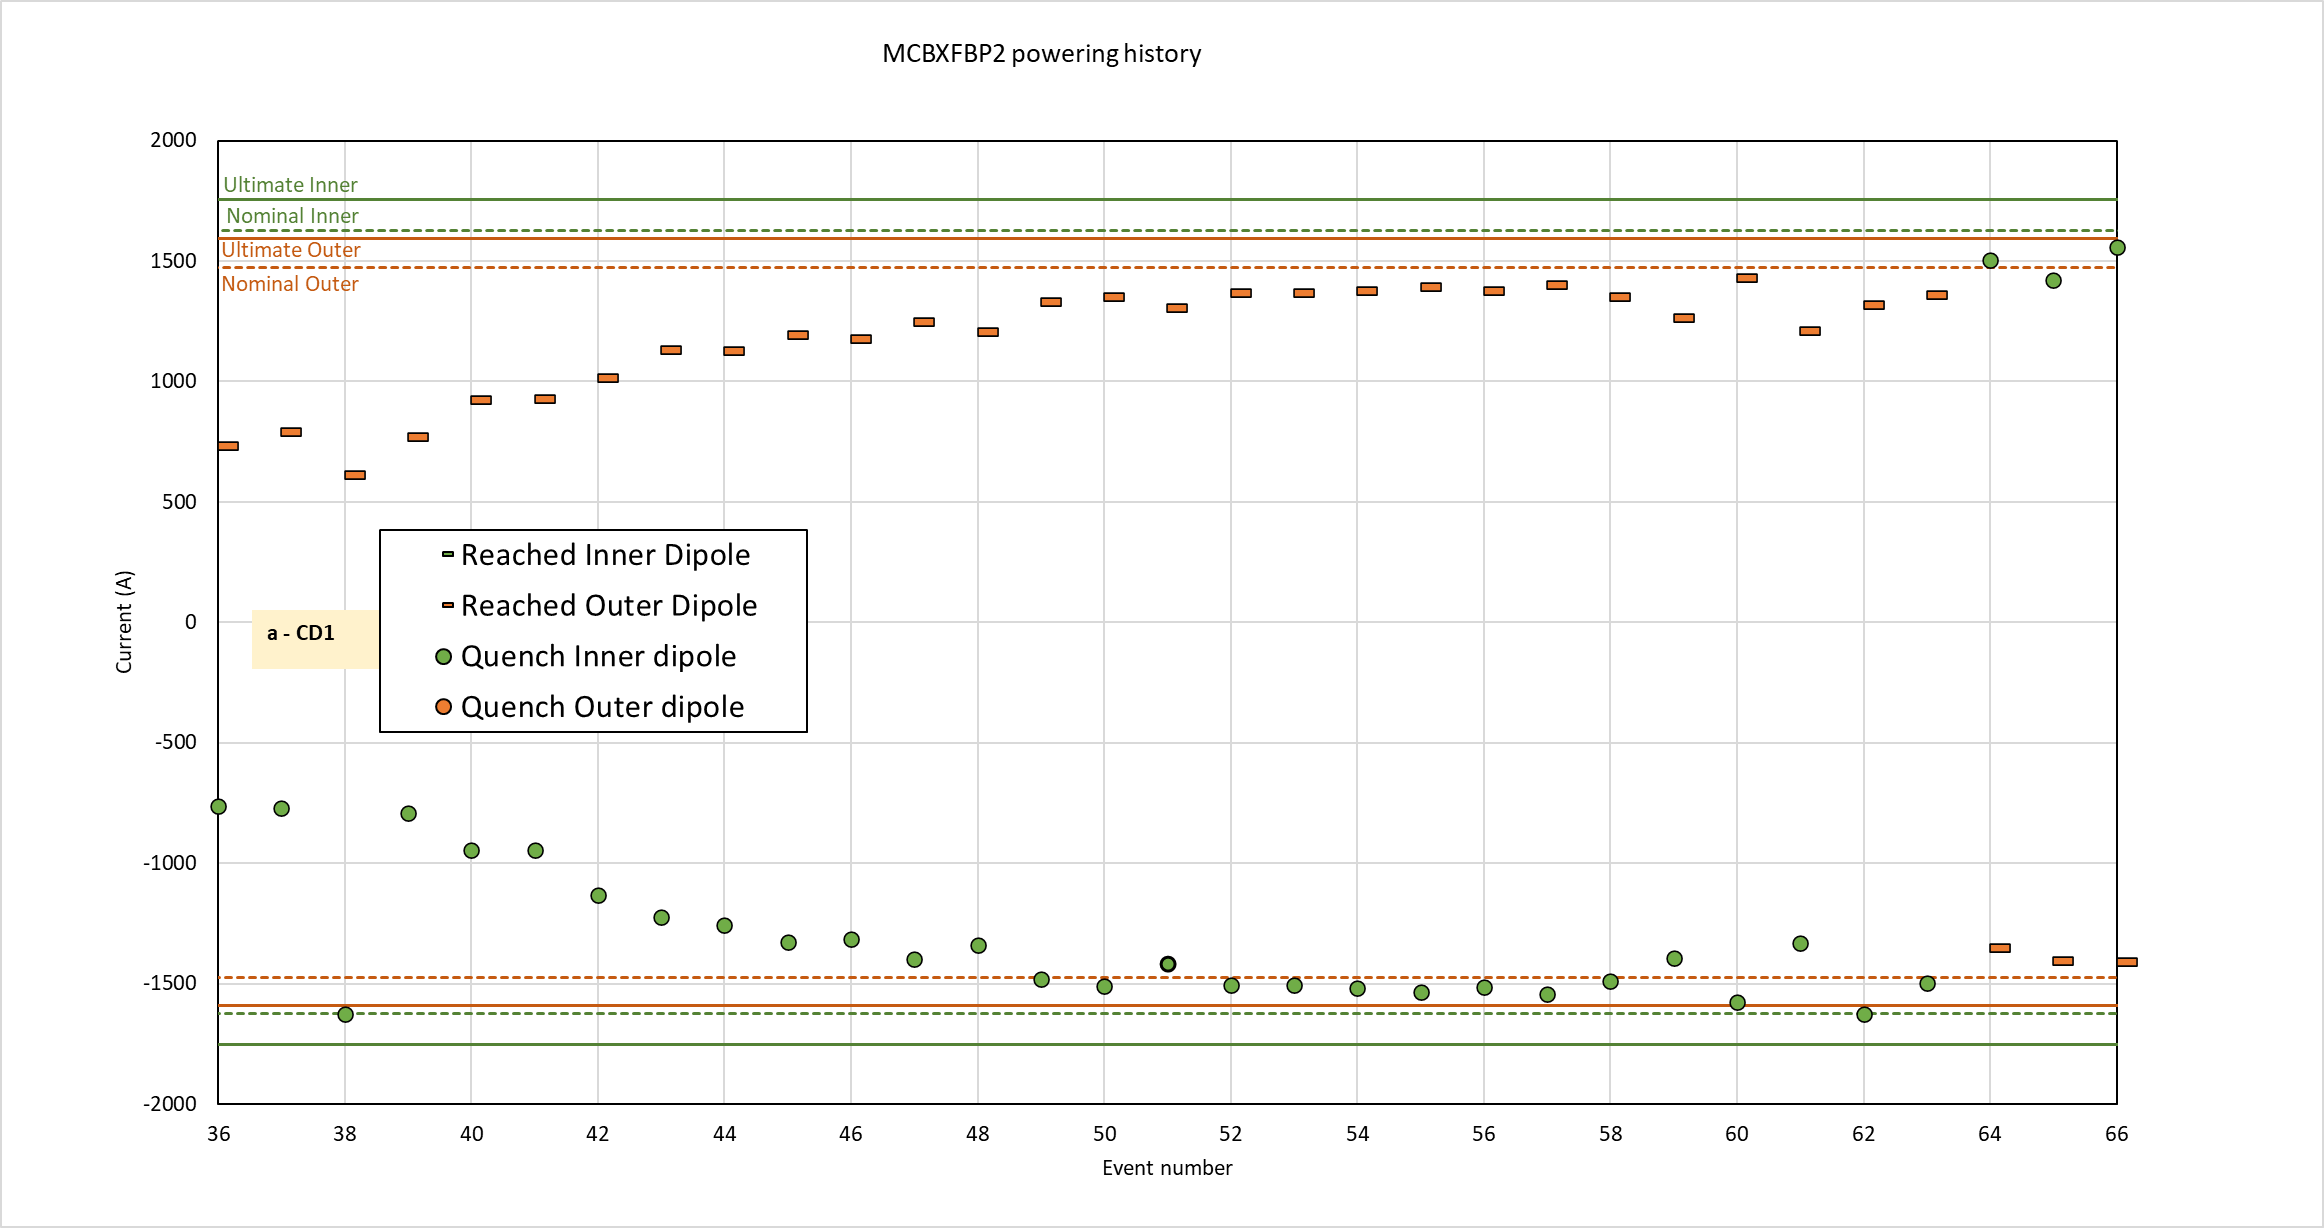 MCBXFBP2 powering history
2000
1500
1000
500
0
-500
-1000
-1500
-2000
Current (A)
Ultimate Inner
Nominal Inner
Ultimate Outer
Nominal Outer
a - CD1
Reached Inner Dipole
Reached Outer Dipole
Quench Inner dipole
Quench Outer dipole
36 38 40 42 44 46 48 50 52 54 56 58 60 62 64 66
Event number